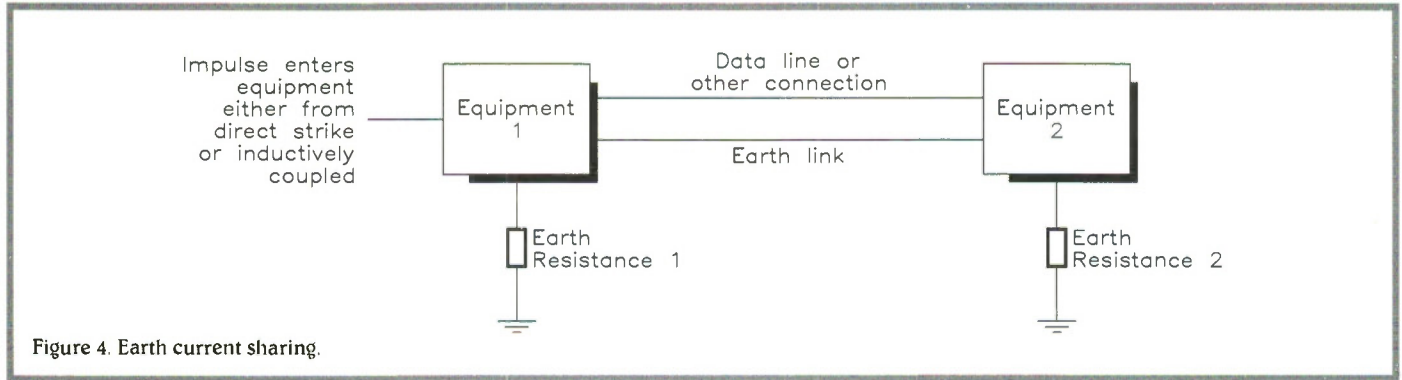 Impulse enters
equipment
either from
direct strike
or inductively
coupled
Equipment
1
Data line or
other connection
Earth link
Equipment
2
Earth
Resistance 1
Earth
Resistance 2
Figure 4. Earth current sharing.